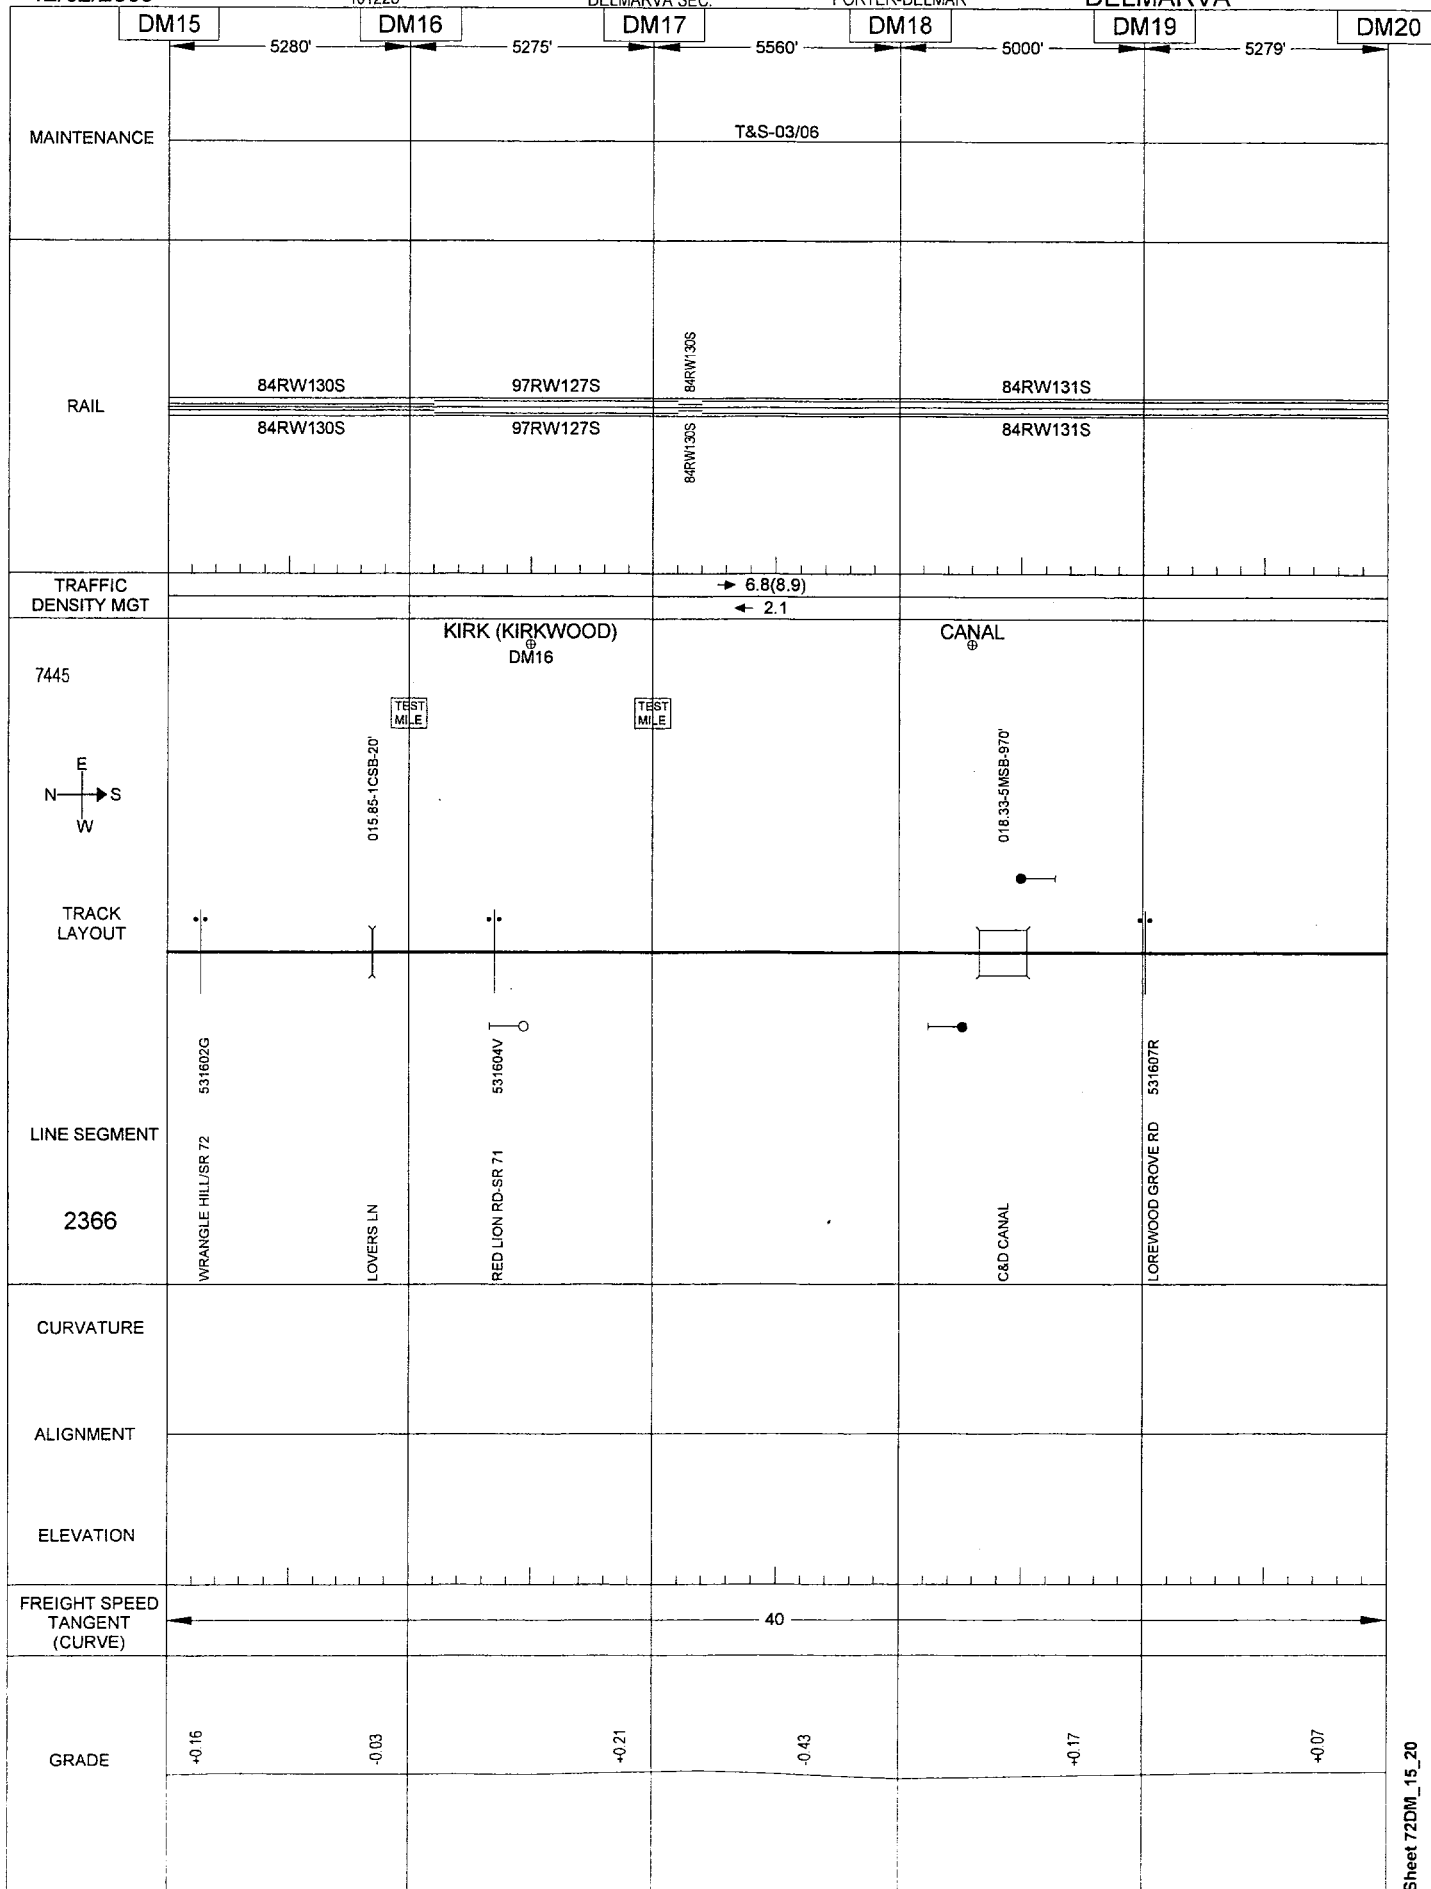 DELMARVA
DM15 DM16 DM17 DM18 DM19 DM20
5280' 5275' 5560' 5000' 5279'
MAINTENANCE
T&S-03/06
RAIL
84RW130S 97RW127S 84RW130S 84RW131S
84RW130S 97RW127S 84RW130S 84RW131S
TRAFFIC
DENSITY MGT
6.8(8.9)
2.1
KIRK (KIRKWOOD)
DM16
CANAL
7445
TEST
MILE
TEST
MILE
E
N S
W
015.85-1CSB-20'
018.33-5MSB-970'
TRACK
LAYOUT
LINE SEGMENT
2366
WRANGLE HILL/SR 72 531602G
LOVERS LN
RED LION RD-SR 71 531604V
C&D CANAL
LOREWOOD GROVE RD 531607R
CURVATURE
ALIGNMENT
ELEVATION
FREIGHT SPEED
TANGENT
(CURVE)
40
GRADE
+0.16 -0.03 +0.21 -0.43 +0.17 +0.07
Sheet 72DM_15_20